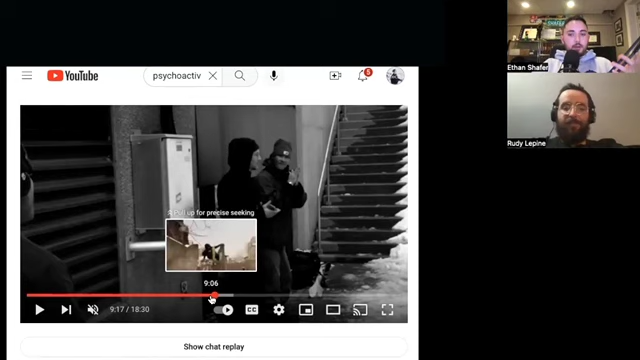 YouTube
psychoactiv
5
Ethan Shafer
Rudy Lepine
Pull up for precise seeking
9:06
9:17 / 18:30
CC
Show chat replay